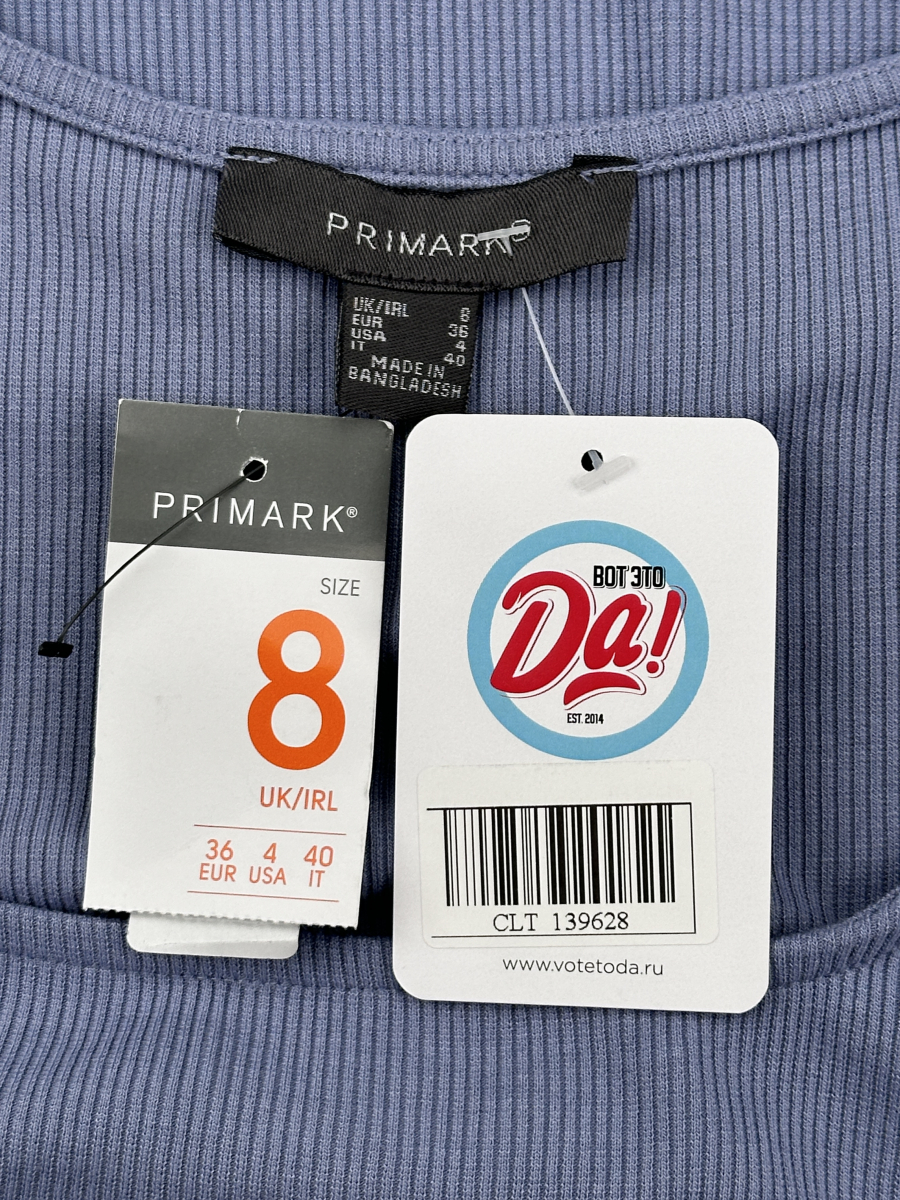 PRIMARK
UK/IRL 8
EUR 36
USA 4
IT 40
MADE IN
BANGLADESH
PRIMARK®
SIZE
8
UK/IRL
36 4 40
EUR USA IT
ВОТ ЭТО
Da!
EST. 2014
CLT 139628
www.votetoda.ru